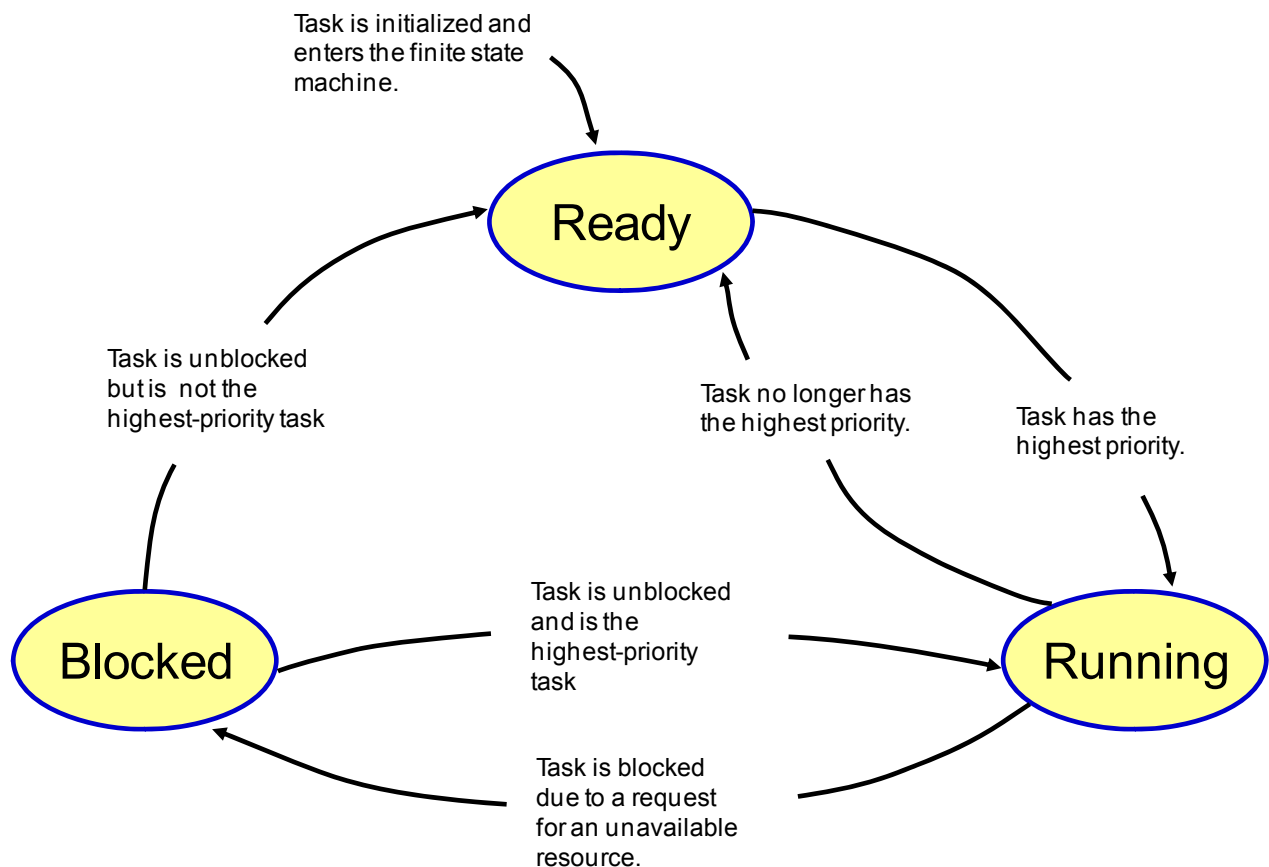 Task is initialized and
enters the finite state
machine.
Ready
Task is unblocked
but is not the
highest-priority task
Task no longer has
the highest priority.
Task has the
highest priority.
Task is unblocked
and is the
highest-priority
task
Blocked
Running
Task is blocked
due to a request
for an unavailable
resource.